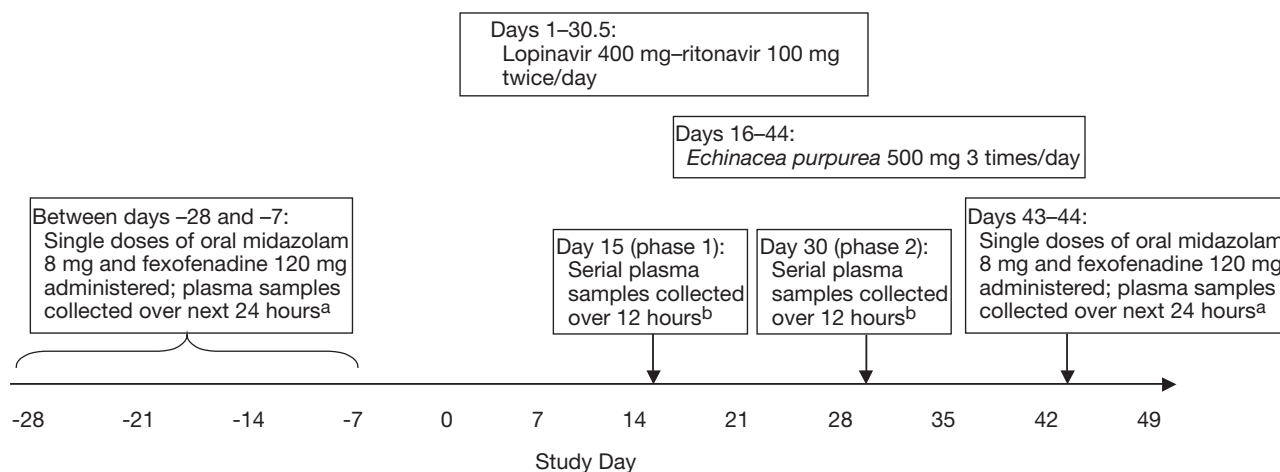 Days 1–30.5:
Lopinavir 400 mg–ritonavir 100 mg
twice/day
Days 16–44:
Echinacea purpurea 500 mg 3 times/day
Between days –28 and –7:
Single doses of oral midazolam
8 mg and fexofenadine 120 mg
administered; plasma samples
collected over next 24 hoursᵃ
Day 15 (phase 1):
Serial plasma
samples collected
over 12 hoursᵇ
Day 30 (phase 2):
Serial plasma
samples collected
over 12 hoursᵇ
Days 43–44:
Single doses of oral midazolam
8 mg and fexofenadine 120 mg
administered; plasma samples
collected over next 24 hoursᵃ
-28 -21 -14 -7 0 7 14 21 28 35 42 49
Study Day